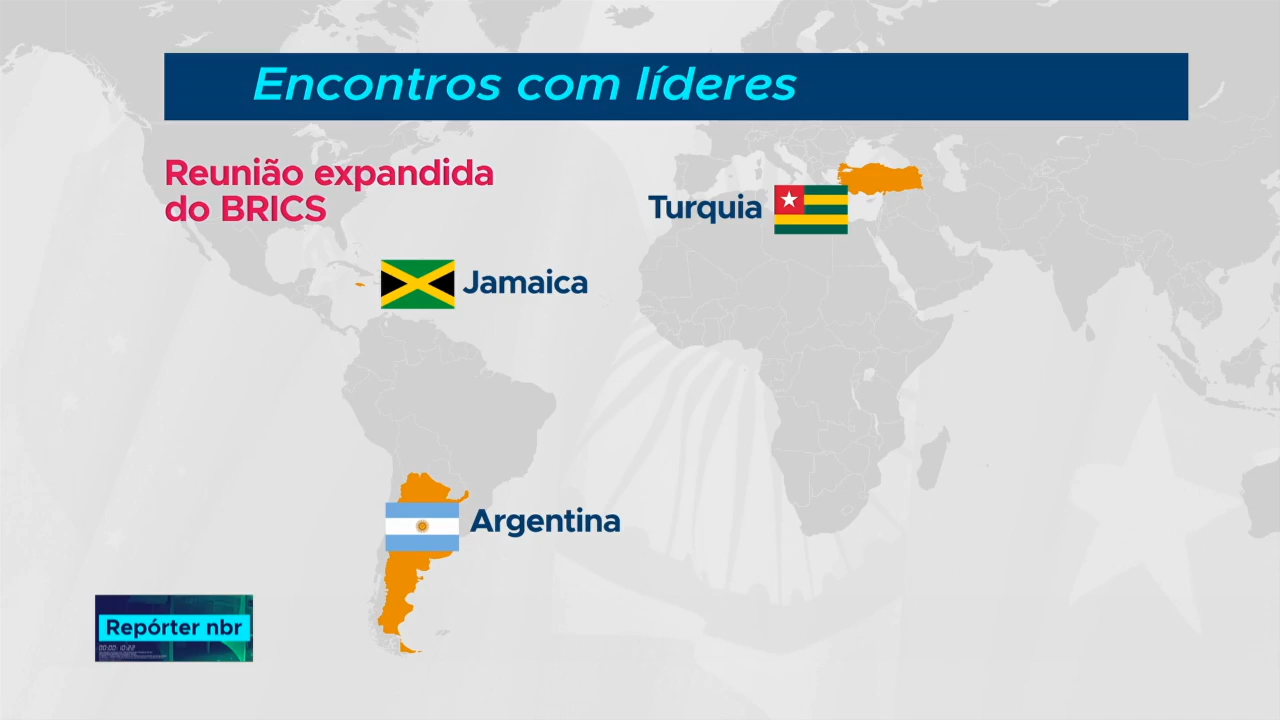 Encontros com líderes
Reunião expandida
do BRICS
Turquia
Jamaica
Argentina
Repórter nbr